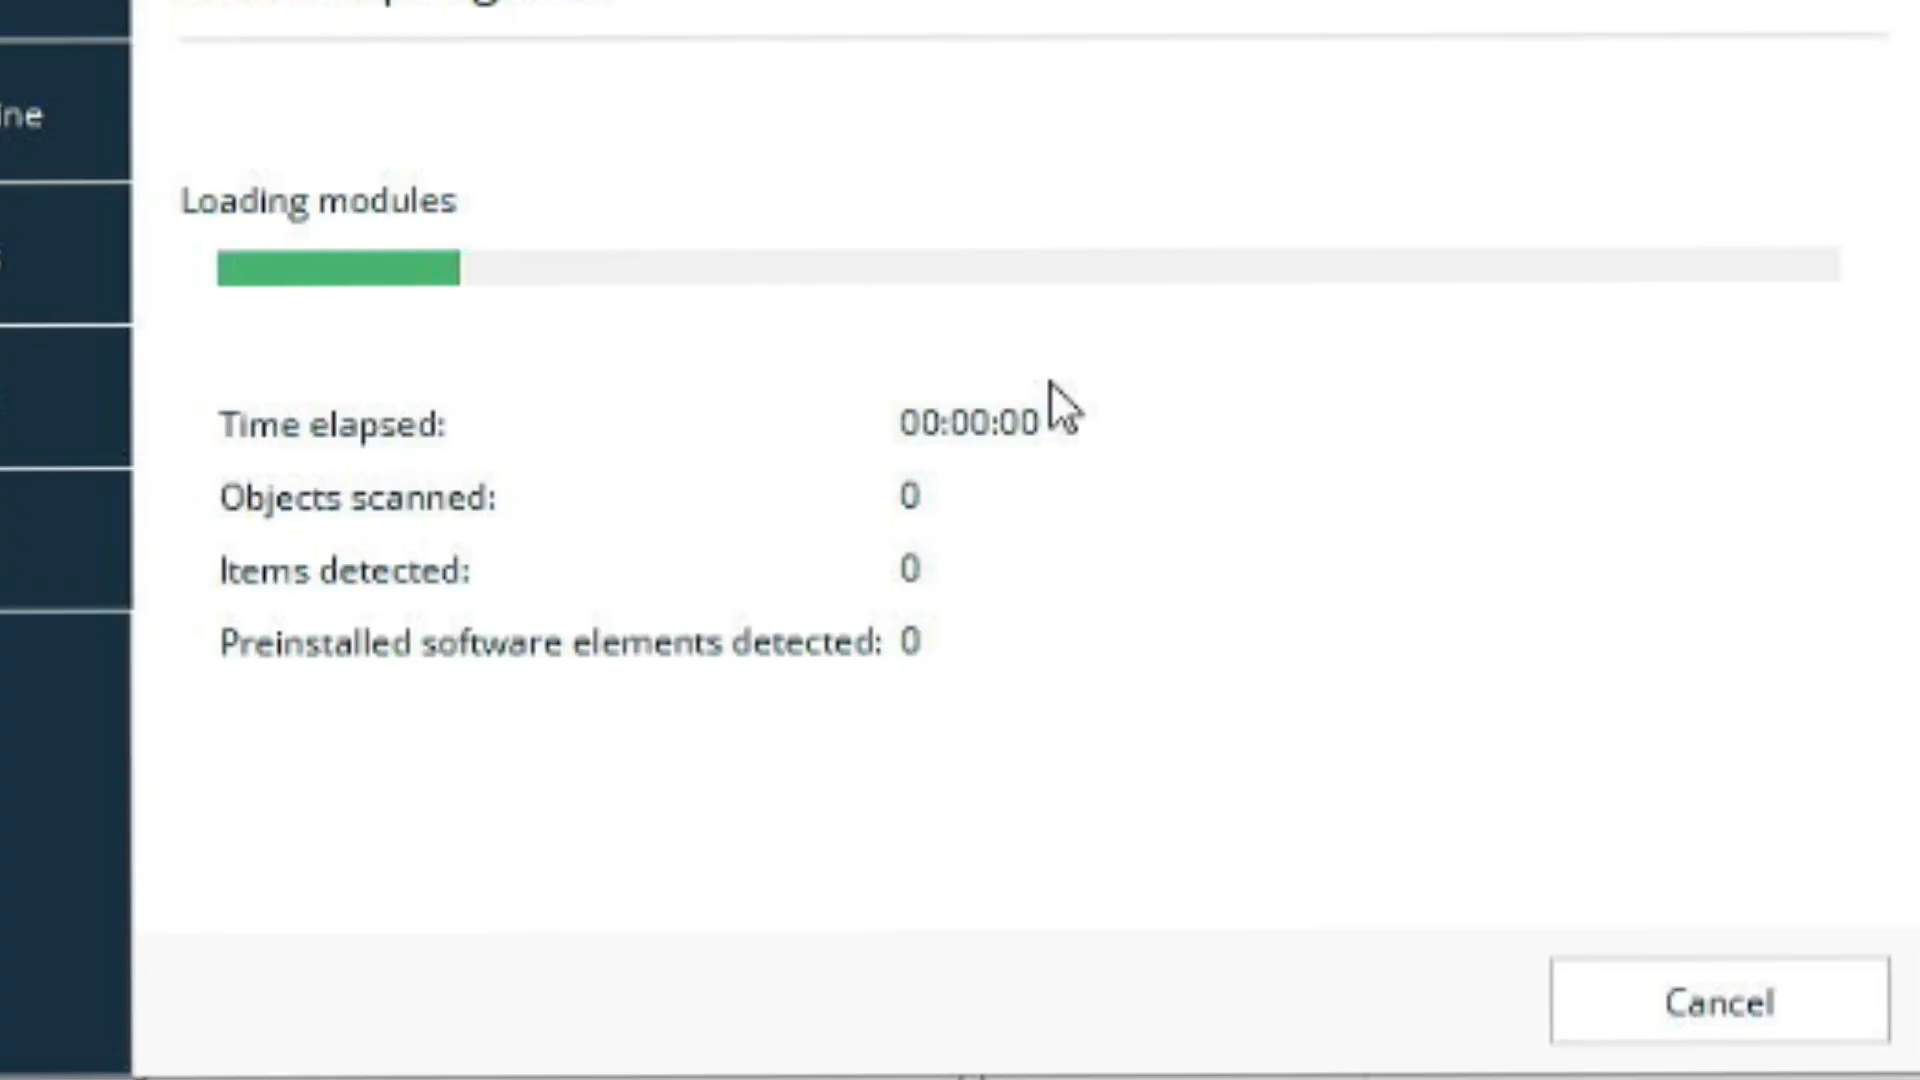 Loading modules
Time elapsed: 00:00:00
Objects scanned: 0
Items detected: 0
Preinstalled software elements detected: 0
Cancel